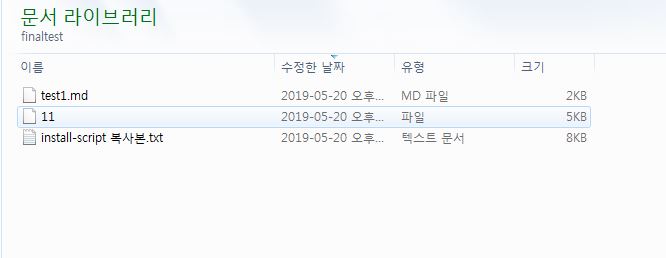 문서 라이브러리
finaltest
이름 수정한 날짜 유형 크기
test1.md 2019-05-20 오후... MD 파일 2KB
11 2019-05-20 오후... 파일 5KB
install-script 복사본.txt 2019-05-20 오후... 텍스트 문서 8KB